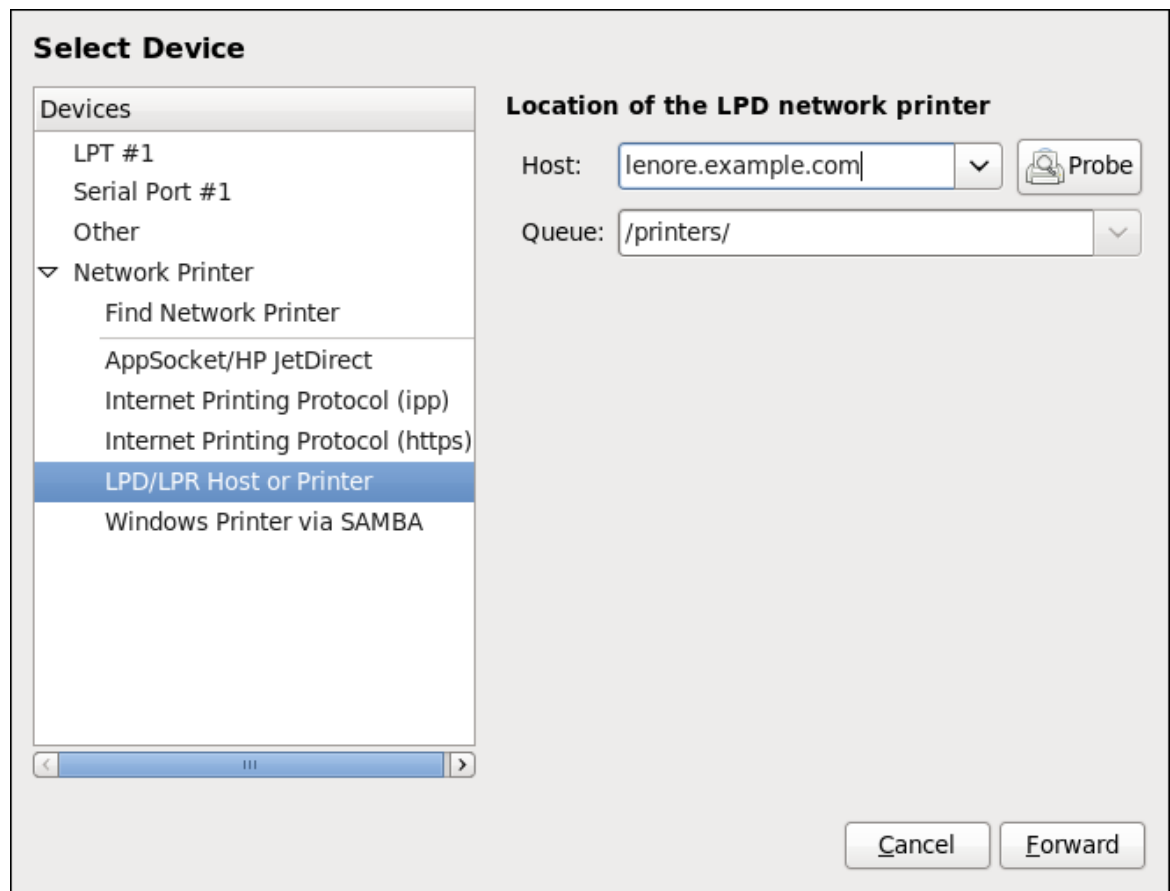 Select Device
Devices
LPT #1
Serial Port #1
Other
Network Printer
Find Network Printer
AppSocket/HP JetDirect
Internet Printing Protocol (ipp)
Internet Printing Protocol (https)
LPD/LPR Host or Printer
Windows Printer via SAMBA
Location of the LPD network printer
Host: lenore.example.com Probe
Queue: /printers/
Cancel Forward